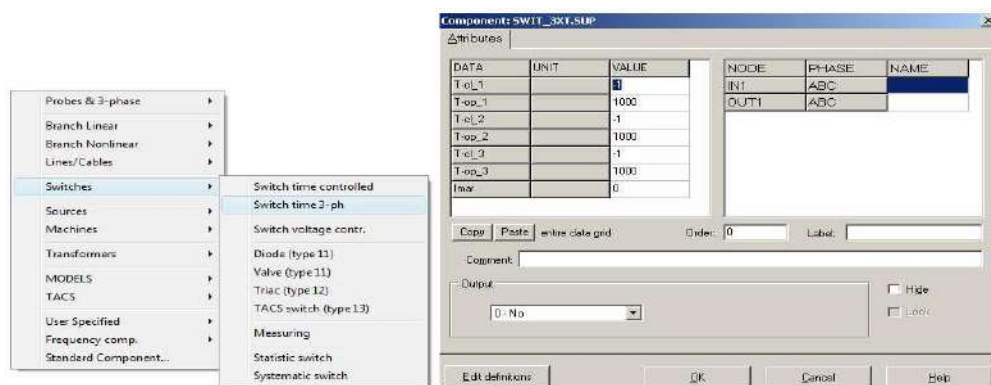 Probes & 3-phase
Branch Linear
Branch Nonlinear
Lines/Cables
Switches
Sources
Machines
Transformers
MODELS
TACS
User Specified
Frequency comp.
Standard Component...
Switch time controlled
Switch time 3-ph
Switch voltage contr.
Diode (type 11)
Valve (type 11)
Triac (type 12)
TACS switch (type 13)
Measuring
Statistic switch
Systematic switch
Component: SWIT_3XT.SUP
Attributes
DATA UNIT VALUE
T-cl_1 -1
T-op_1 1000
T-cl_2 -1
T-op_2 1000
T-cl_3 -1
T-op_3 1000
Imar 0
NODE PHASE NAME
IN1 ABC
OUT1 ABC
Copy Paste entire data grid Order: 0 Label:
Comment:
Output
0 - No
Hide
Lock
Edit definitions OK Cancel Help